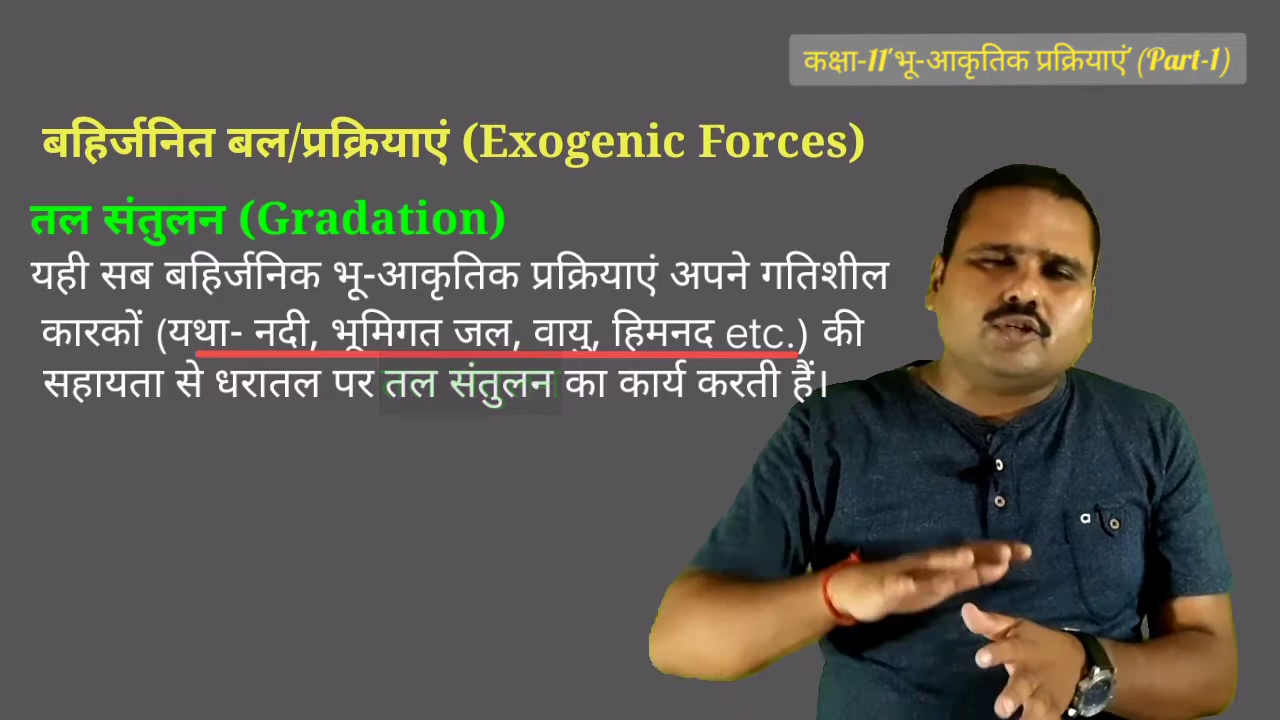 कक्षा-11'भू-आकृतिक प्रक्रियाएं' (Part-1)
बहिर्जनित बल/प्रक्रियाएं (Exogenic Forces)
तल संतुलन (Gradation)
यही सब बहिर्जनिक भू-आकृतिक प्रक्रियाएं अपने गतिशील
कारकों (यथा- नदी, भूमिगत जल, वायु, हिमनद etc.) की
सहायता से धरातल पर तल संतुलन का कार्य करती हैं।
a